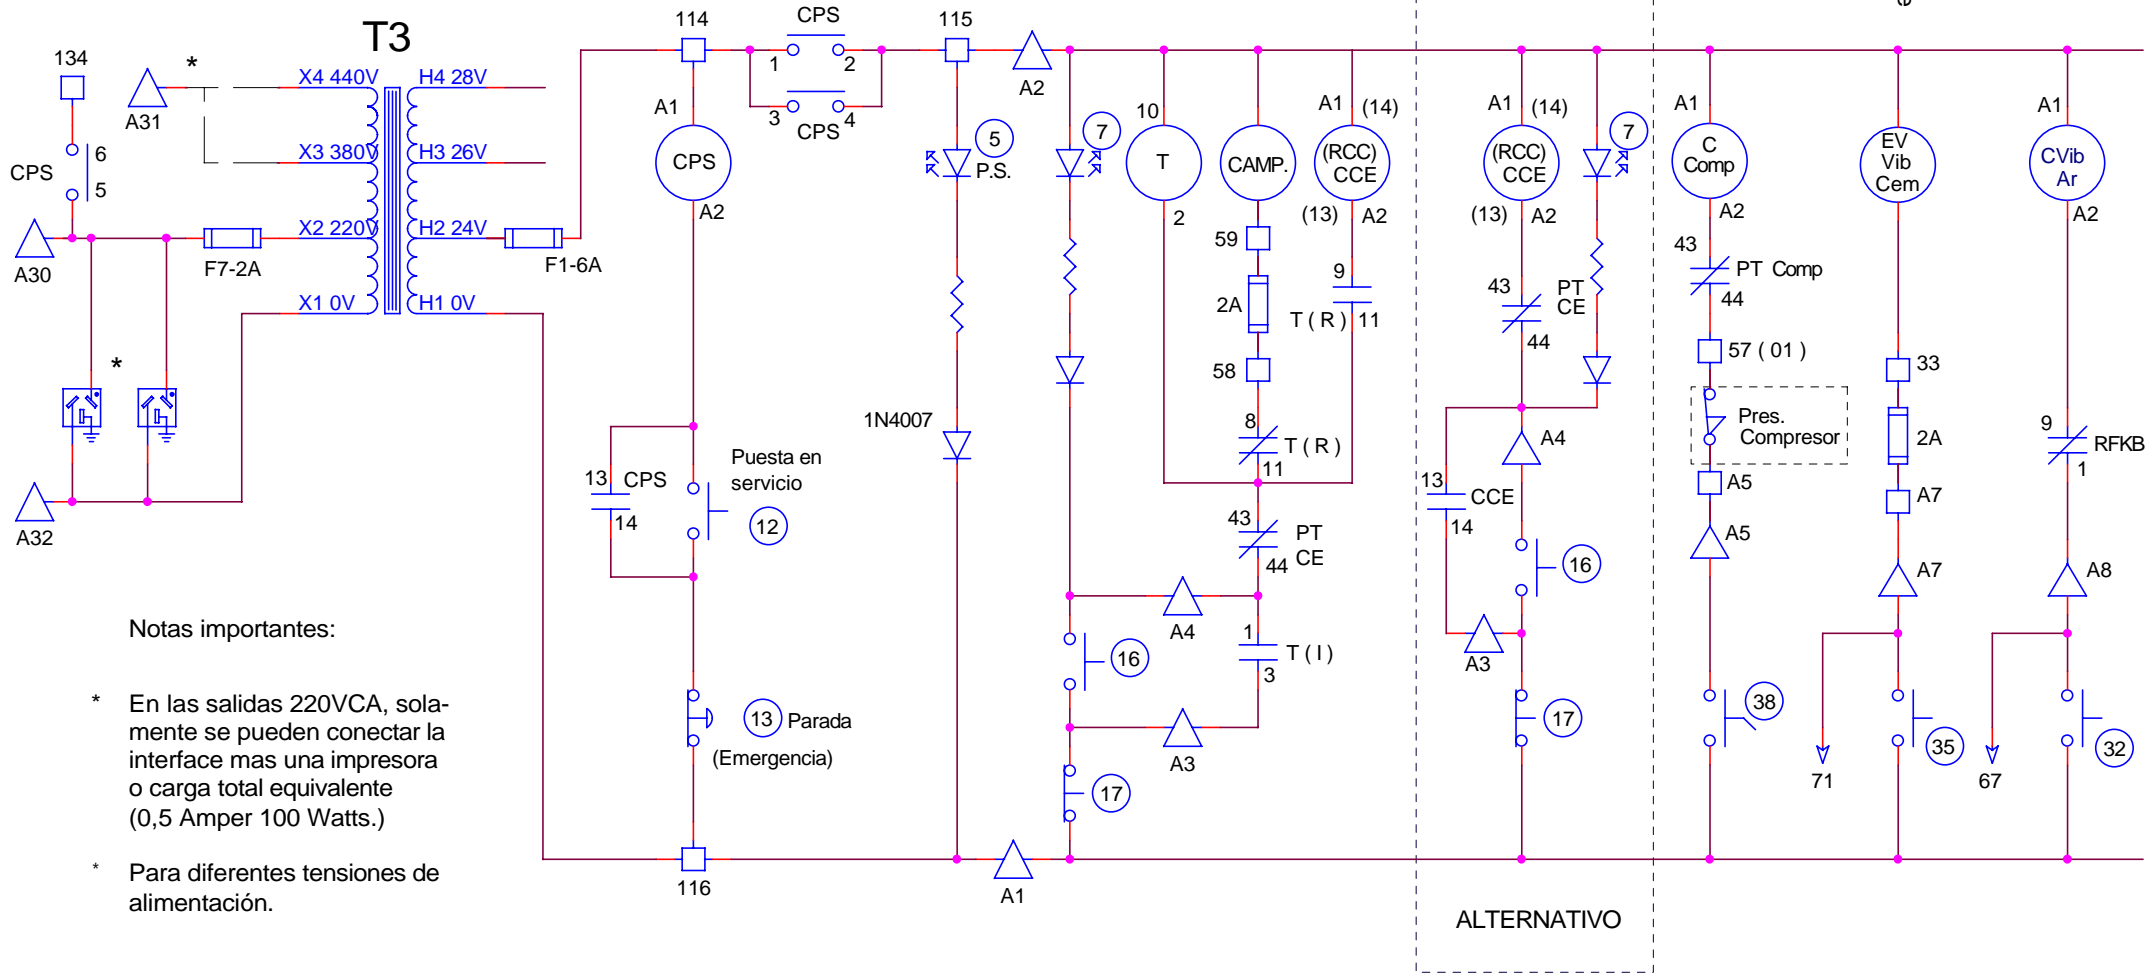 T3
134
A31
*
X4 440V
H4 28V
X3 380V
H3 26V
X2 220V
H2 24V
X1 0V
H1 0V
CPS
6
5
A30
F7-2A
F1-6A
*
A32
114
CPS
1
2
3
4
CPS
115
A2
A1
CPS
A2
5
P.S.
7
10
T
2
CAMP.
A1
(14)
(RCC)
CCE
(13)
A2
59
2A
58
9
T ( R )
11
8
T ( R )
11
43
PT
CE
44
A4
1
T ( I )
3
A3
16
17
1N4007
13
CPS
14
Puesta en
servicio
12
13
Parada
(Emergencia)
116
A1
A1
(14)
(RCC)
CCE
(13)
A2
7
43
PT
CE
44
A4
13
CCE
14
16
A3
17
ALTERNATIVO
A1
C
Comp
A2
43
PT Comp
44
57 ( 01 )
Pres.
Compresor
A5
A5
38
EV
Vib
Cem
33
2A
A7
A7
71
35
A1
CVib
Ar
A2
9
RFKB
1
A8
67
32
Notas importantes:
* En las salidas 220VCA, sola-
mente se pueden conectar la
interface mas una impresora
o carga total equivalente
(0,5 Amper 100 Watts.)
* Para diferentes tensiones de
alimentación.